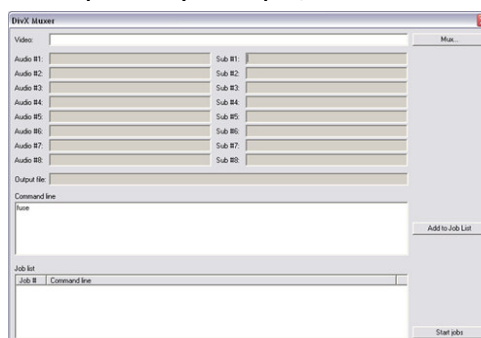 DivX Muxer
Video:
Mux...
Audio #1:
Sub #1:
Audio #2:
Sub #2:
Audio #3:
Sub #3:
Audio #4:
Sub #4:
Audio #5:
Sub #5:
Audio #6:
Sub #6:
Audio #7:
Sub #7:
Audio #8:
Sub #8:
Output file:
Command line
Add to Job List
Job list
Job # Command line
Start jobs